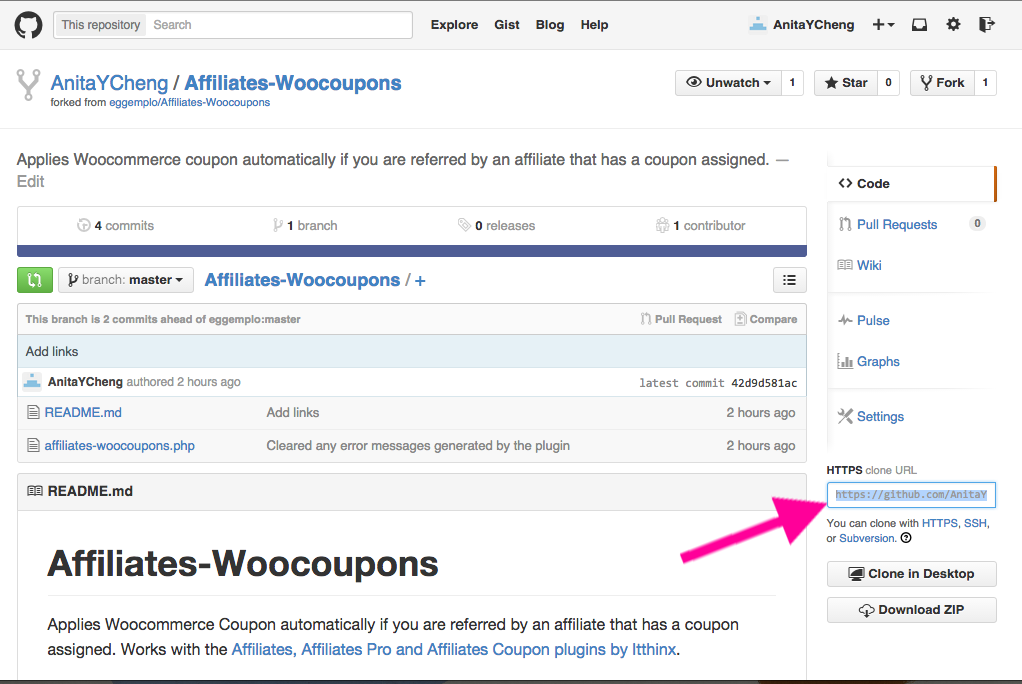 This repository Search Explore Gist Blog Help AnitaYCheng
AnitaYCheng / Affiliates-Woocoupons Unwatch 1 Star 0 Fork 1
forked from eggemplo/Affiliates-Woocoupons
Applies Woocommerce coupon automatically if you are referred by an affiliate that has a coupon assigned. —
Edit
4 commits 1 branch 0 releases 1 contributor
branch: master Affiliates-Woocoupons / +
This branch is 2 commits ahead of eggemplo:master Pull Request Compare
Add links
AnitaYCheng authored 2 hours ago latest commit 42d9d581ac
README.md Add links 2 hours ago
affiliates-woocoupons.php Cleared any error messages generated by the plugin 2 hours ago
README.md
Affiliates-Woocoupons
Applies Woocommerce Coupon automatically if you are referred by an affiliate that has a coupon
assigned. Works with the Affiliates, Affiliates Pro and Affiliates Coupon plugins by Itthinx.
Code
Pull Requests 0
Wiki
Pulse
Graphs
Settings
HTTPS clone URL
https://github.com/AnitaY
You can clone with HTTPS, SSH,
or Subversion.
Clone in Desktop
Download ZIP